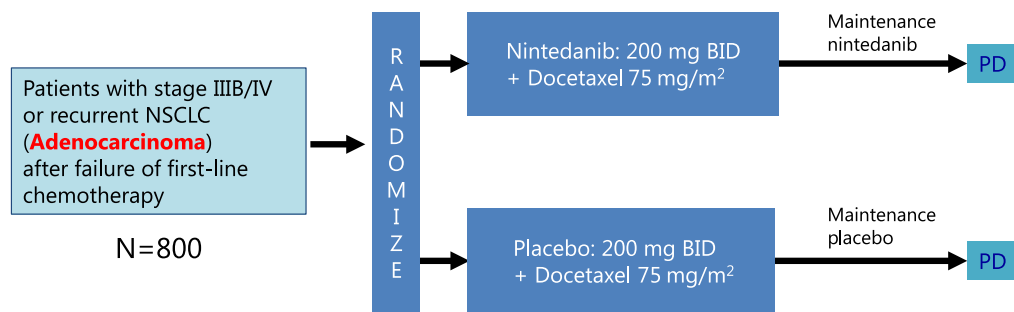 Patients with stage IIIB/IV
or recurrent NSCLC
(Adenocarcinoma)
after failure of first-line
chemotherapy
N=800
RANDOMIZE
Nintedanib: 200 mg BID
+ Docetaxel 75 mg/m²
Maintenance
nintedanib
PD
Placebo: 200 mg BID
+ Docetaxel 75 mg/m²
Maintenance
placebo
PD